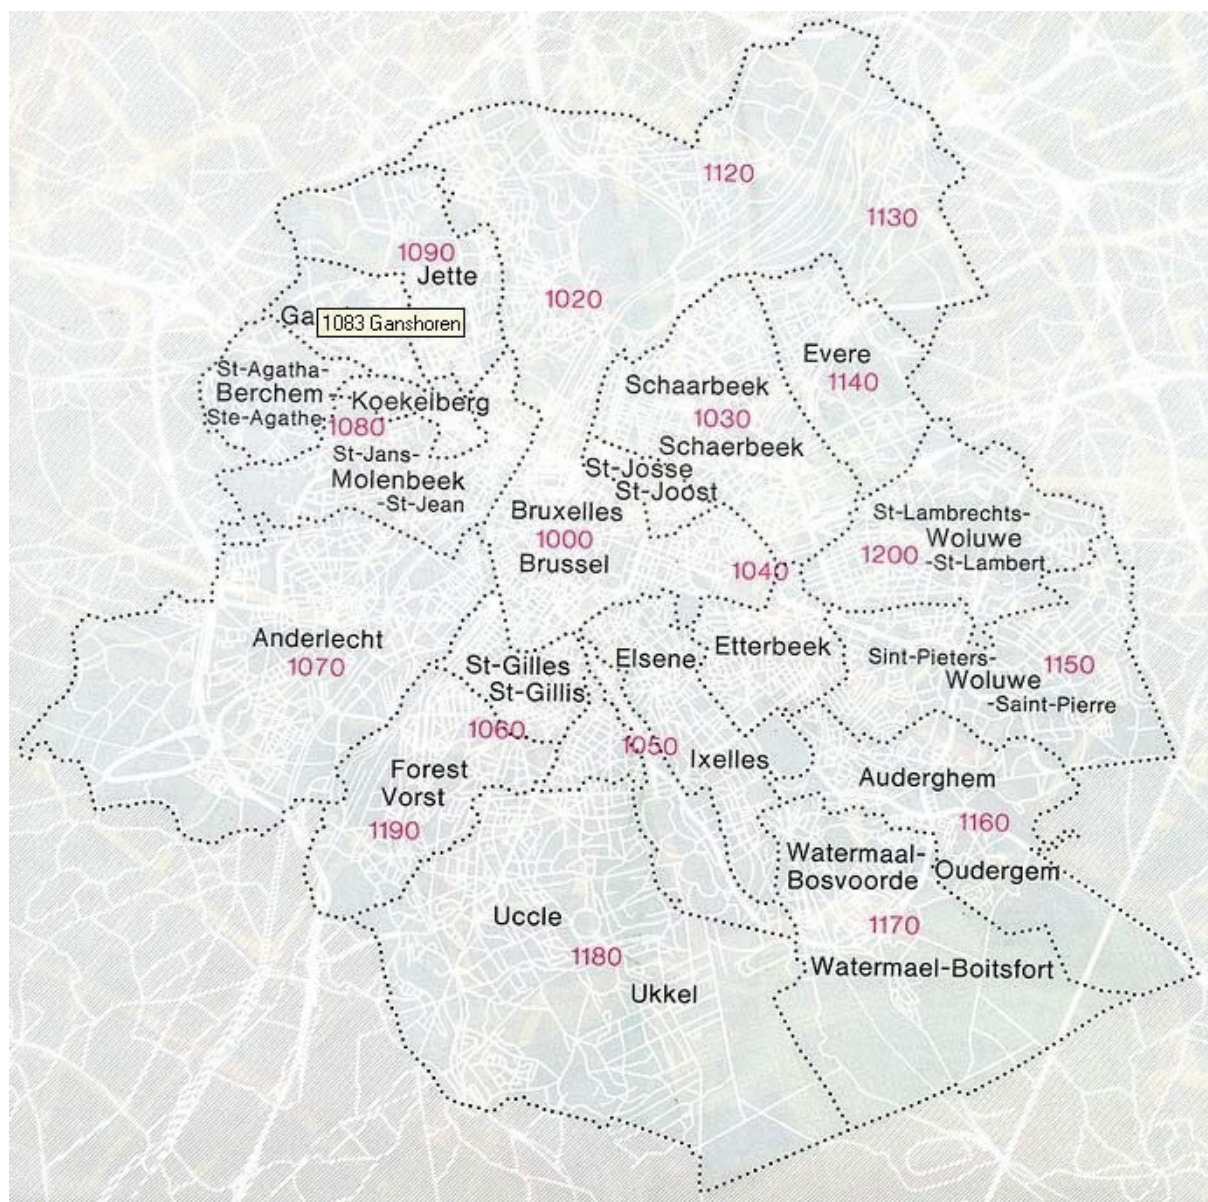 1120
1130
1090
Jette
1020
Ga
1083 Ganshoren
Evere
1140
St-Agatha-
Berchem-
Ste-Agathe
Koekelberg
1080
Schaarbeek
1030
Schaerbeek
St-Jans-
Molenbeek
-St-Jean
St-Josse
St-Joost
Bruxelles
1000
Brussel
St-Lambrechts-
Woluwe
1200
-St-Lambert
1040
Anderlecht
1070
St-Gilles
St-Gillis
1060
Elsene
Etterbeek
Sint-Pieters-
Woluwe
1150
-Saint-Pierre
1050
Ixelles
Forest
Vorst
1190
Auderghem
1160
Oudergem
Watermaal-
Bosvoorde
1170
Watermael-Boitsfort
Uccle
1180
Ukkel